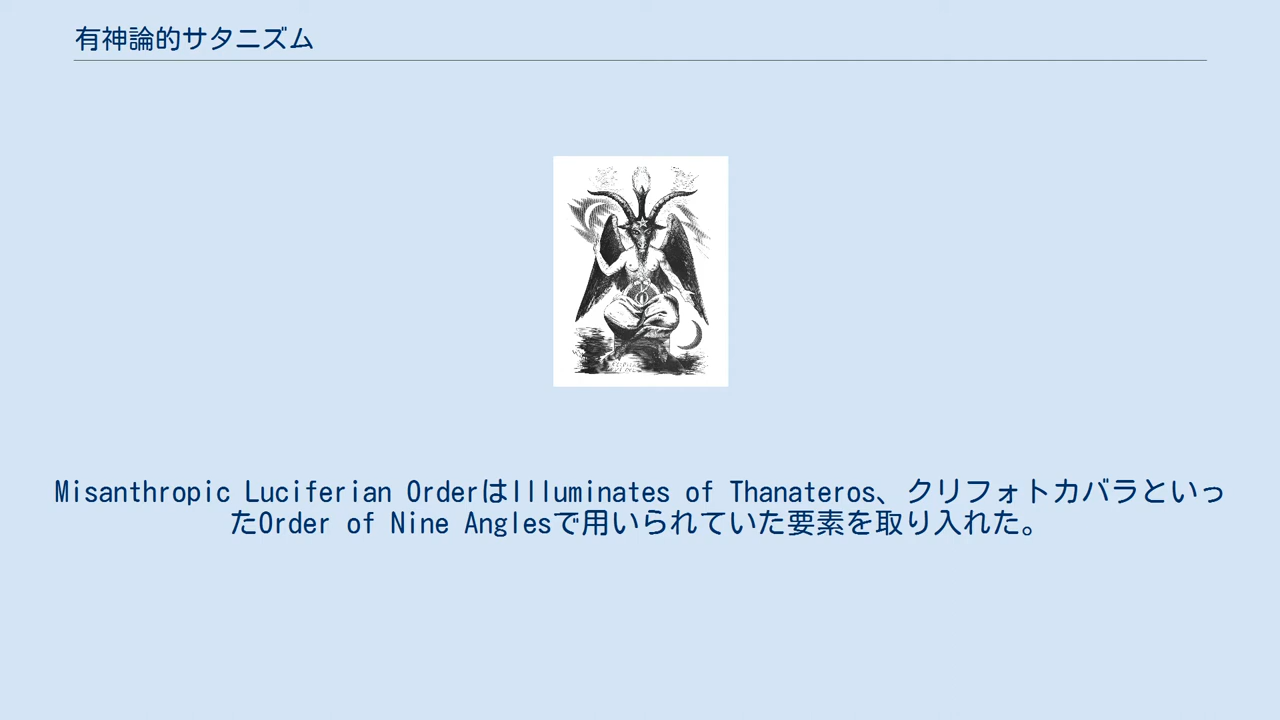 有神論的サタニズム
Misanthropic Luciferian OrderはIlluminates of Thanateros、クリフォトカバラといっ
たOrder of Nine Anglesで用いられていた要素を取り入れた。